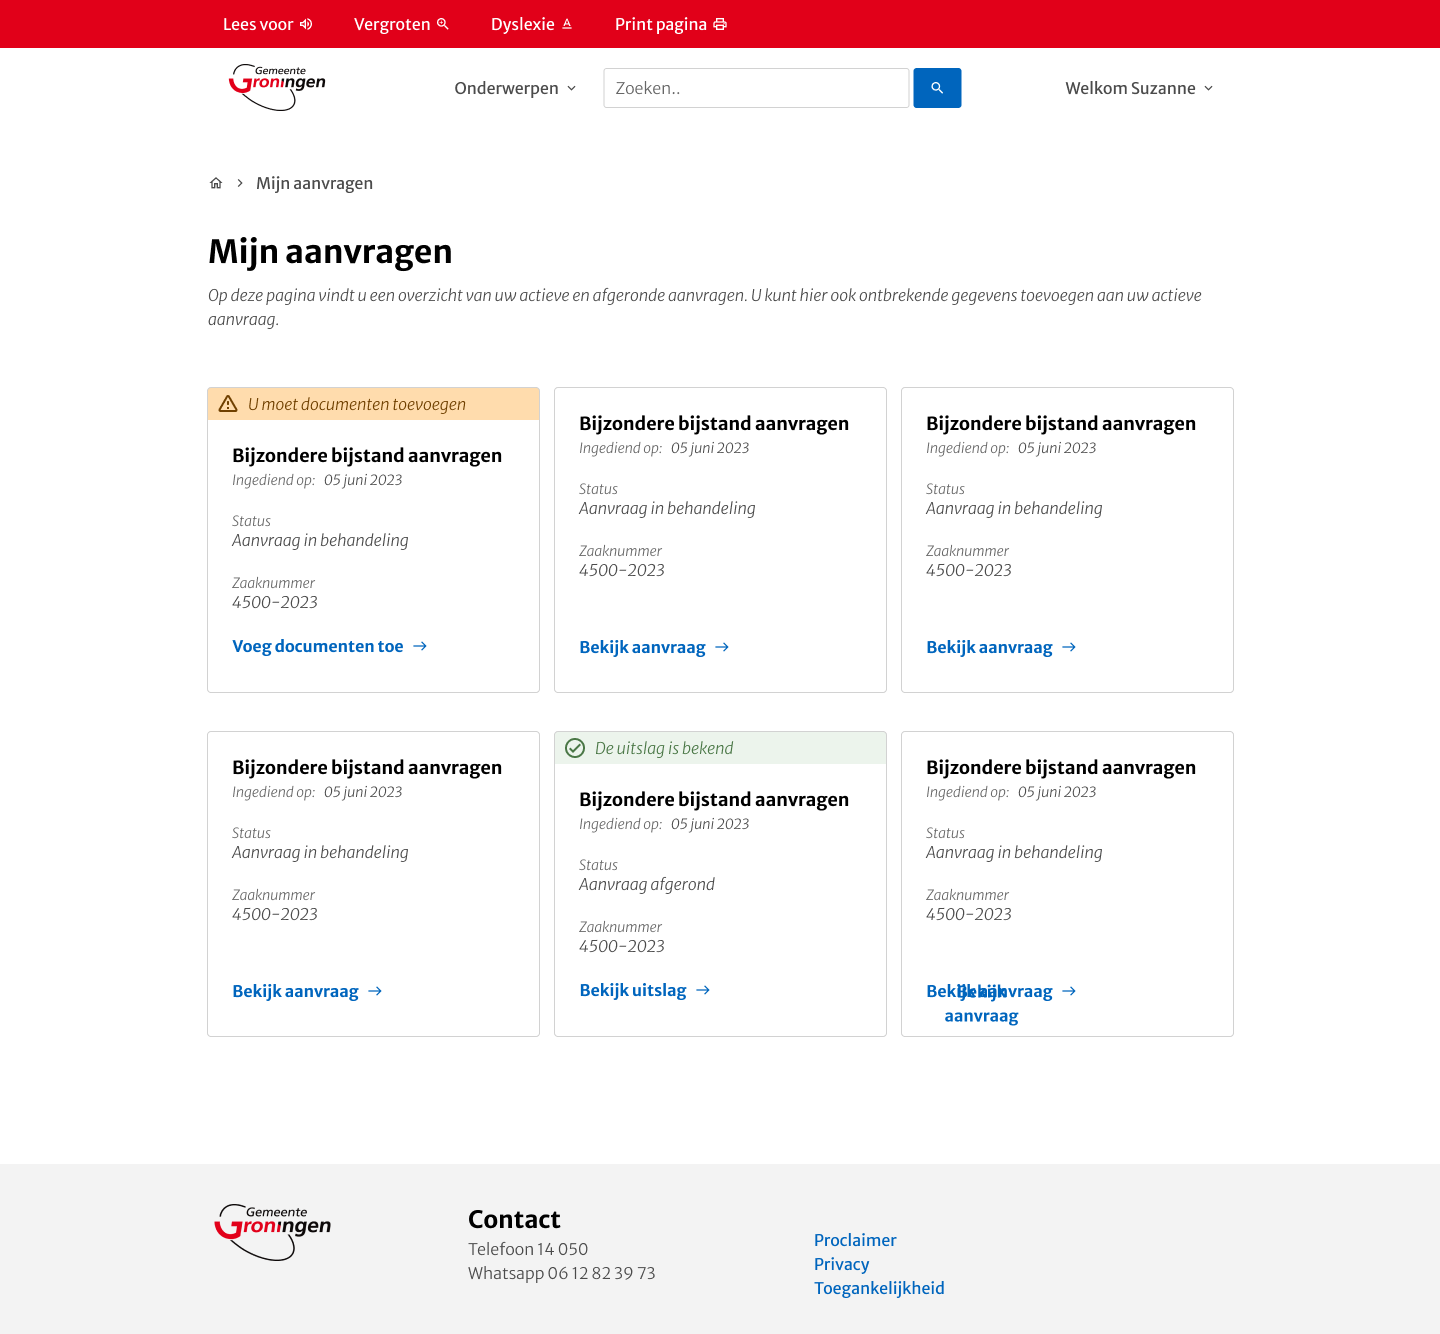 Lees voor
Vergroten
Dyslexie
Print pagina
Gemeente
Groningen
Onderwerpen
Zoeken..
Welkom Suzanne
Mijn aanvragen
Mijn aanvragen
Op deze pagina vindt u een overzicht van uw actieve en afgeronde aanvragen. U kunt hier ook ontbrekende gegevens toevoegen aan uw actieve
aanvraag.
U moet documenten toevoegen
Bijzondere bijstand aanvragen
Ingediend op: 05 juni 2023
Status
Aanvraag in behandeling
Zaaknummer
4500-2023
Voeg documenten toe
Bijzondere bijstand aanvragen
Ingediend op: 05 juni 2023
Status
Aanvraag in behandeling
Zaaknummer
4500-2023
Bekijk aanvraag
Bijzondere bijstand aanvragen
Ingediend op: 05 juni 2023
Status
Aanvraag in behandeling
Zaaknummer
4500-2023
Bekijk aanvraag
Bijzondere bijstand aanvragen
Ingediend op: 05 juni 2023
Status
Aanvraag in behandeling
Zaaknummer
4500-2023
Bekijk aanvraag
De uitslag is bekend
Bijzondere bijstand aanvragen
Ingediend op: 05 juni 2023
Status
Aanvraag afgerond
Zaaknummer
4500-2023
Bekijk uitslag
Bijzondere bijstand aanvragen
Ingediend op: 05 juni 2023
Status
Aanvraag in behandeling
Zaaknummer
4500-2023
Bekijk aanvraag
Bekijk
aanvraag
Gemeente
Groningen
Contact
Telefoon 14 050
Whatsapp 06 12 82 39 73
Proclaimer
Privacy
Toegankelijkheid